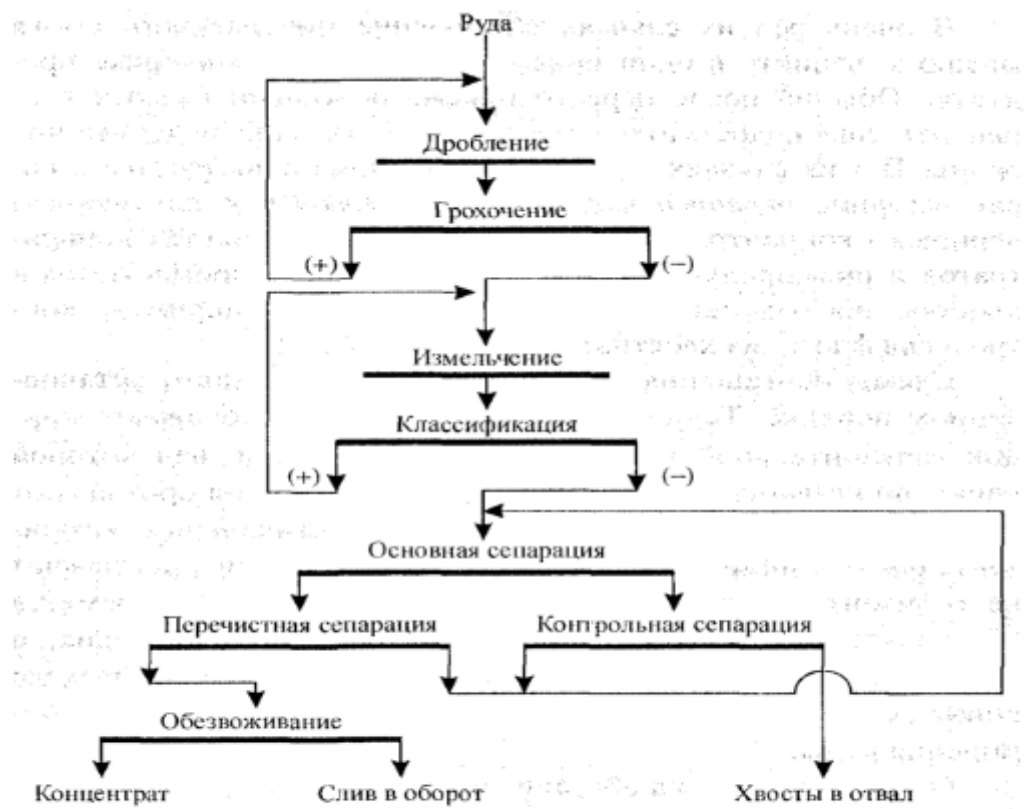 Руда
Дробление
Грохочение
(+)
(−)
Измельчение
Классификация
(+)
(−)
Основная сепарация
Перечистная сепарация
Контрольная сепарация
Обезвоживание
Концентрат
Слив в оборот
Хвосты в отвал